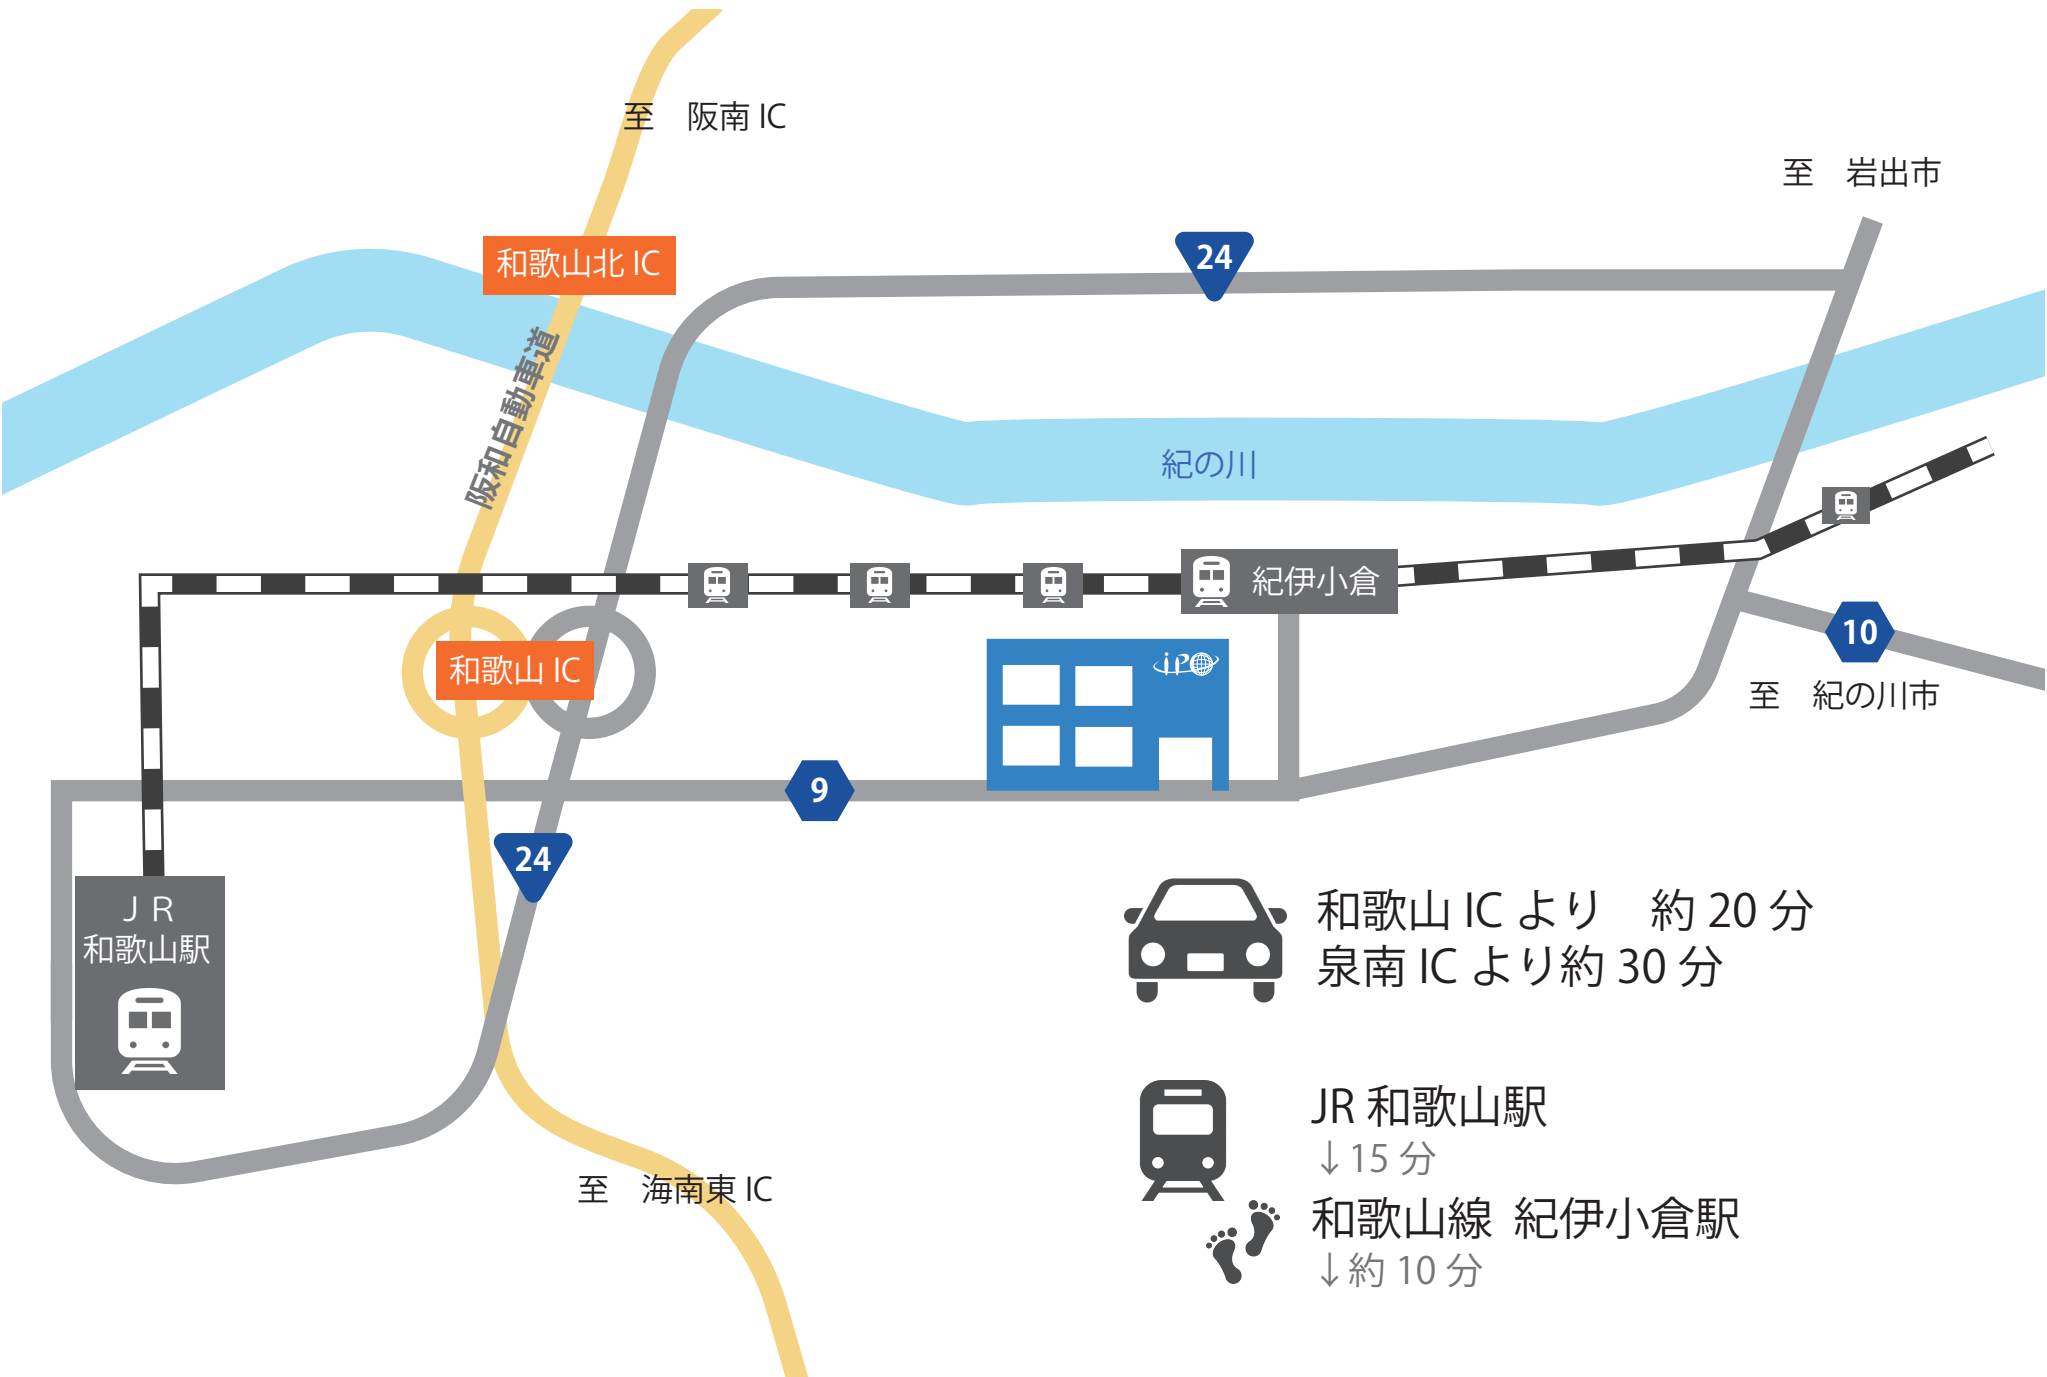 至　阪南 IC
至　岩出市
24
和歌山北 IC
阪和自動車道
紀の川
紀伊小倉
和歌山 IC
iPO
10
至　紀の川市
9
24
ＪＲ
和歌山駅
和歌山 IC より　約 20 分
泉南 IC より約 30 分
JR 和歌山駅
↓15 分
和歌山線 紀伊小倉駅
↓約 10 分
至　海南東 IC